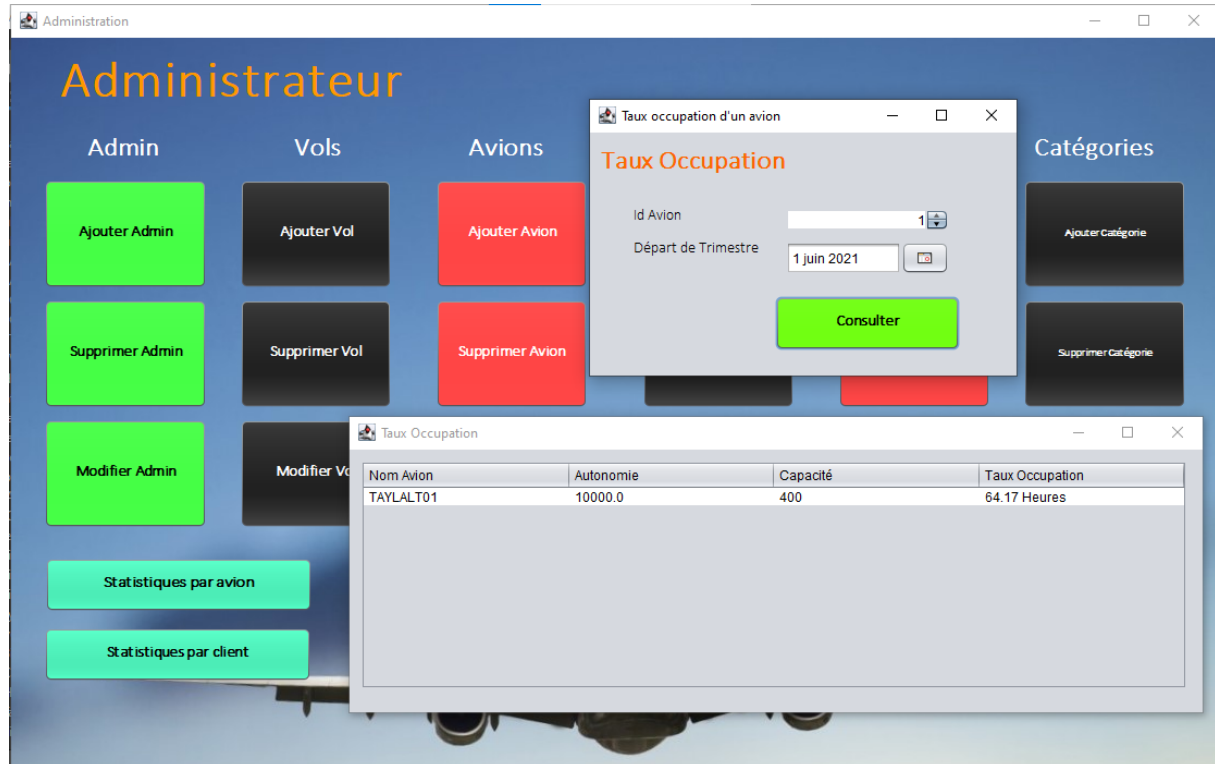 Administration
Administrateur
Admin
Vols
Avions
Catégories
Ajouter Admin
Ajouter Vol
Ajouter Avion
Ajouter Catégorie
Supprimer Admin
Supprimer Vol
Supprimer Avion
Supprimer Catégorie
Modifier Admin
Statistiques par avion
Statistiques par client
Taux occupation d'un avion
Taux Occupation
Id Avion 1
Départ de Trimestre 1 juin 2021
Consulter
Taux Occupation
Nom Avion Autonomie Capacité Taux Occupation
TAYLALT01 10000.0 400 64.17 Heures